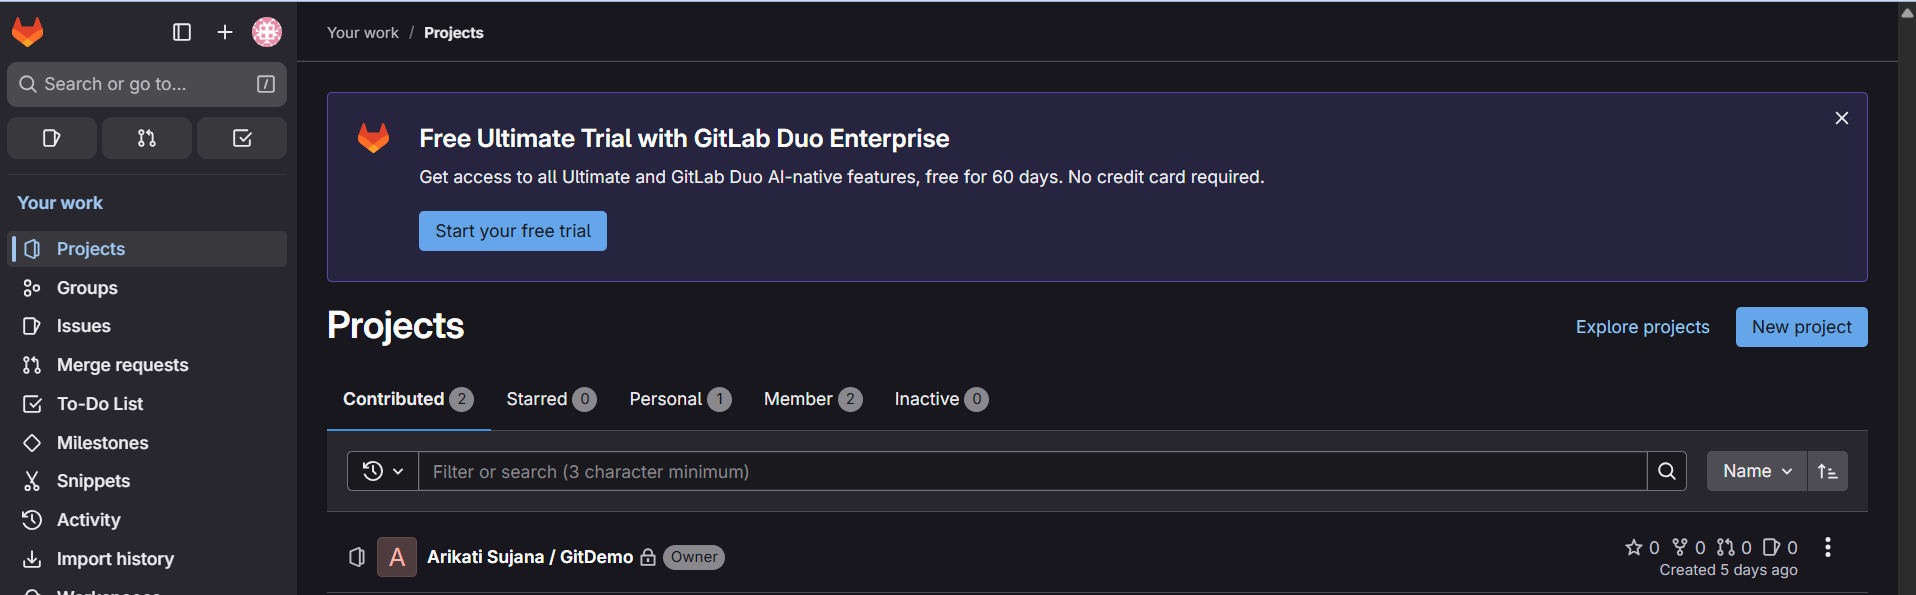 Your work / Projects
Search or go to... /
Free Ultimate Trial with GitLab Duo Enterprise
Get access to all Ultimate and GitLab Duo AI-native features, free for 60 days. No credit card required.
Start your free trial
Your work
Projects
Groups
Issues
Merge requests
To-Do List
Milestones
Snippets
Activity
Import history
Projects
Explore projects
New project
Contributed 2 Starred 0 Personal 1 Member 2 Inactive 0
Filter or search (3 character minimum)
Name
A Arikati Sujana / GitDemo Owner
0 0 0 0
Created 5 days ago